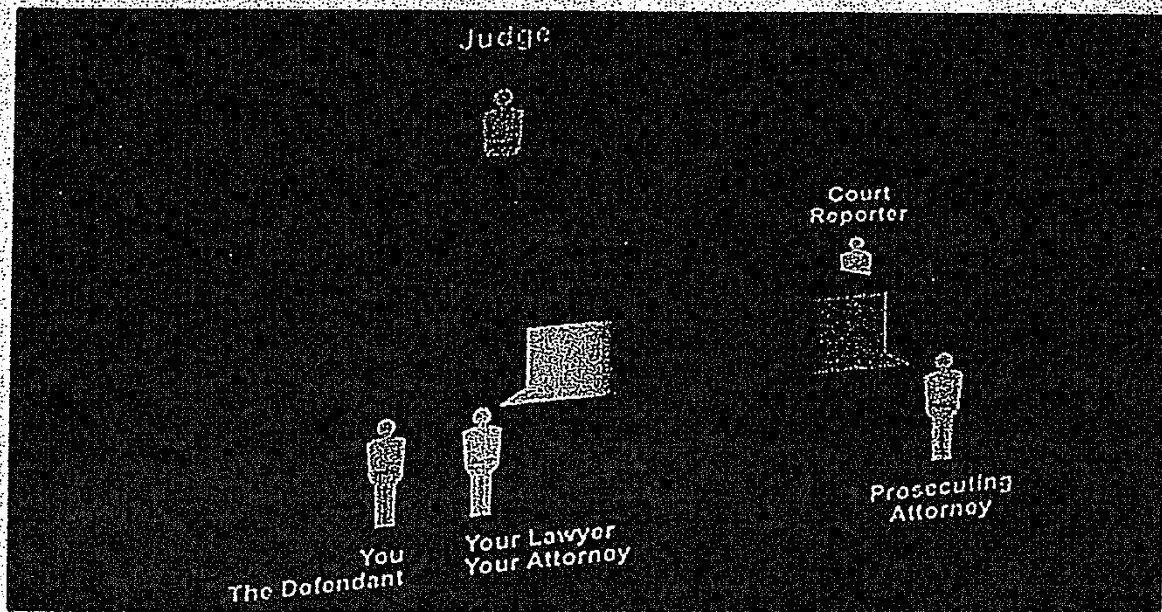 Judge
Court
Reporter
Prosecuting
Attorney
Your Lawyer
Your Attorney
You
The Defendant